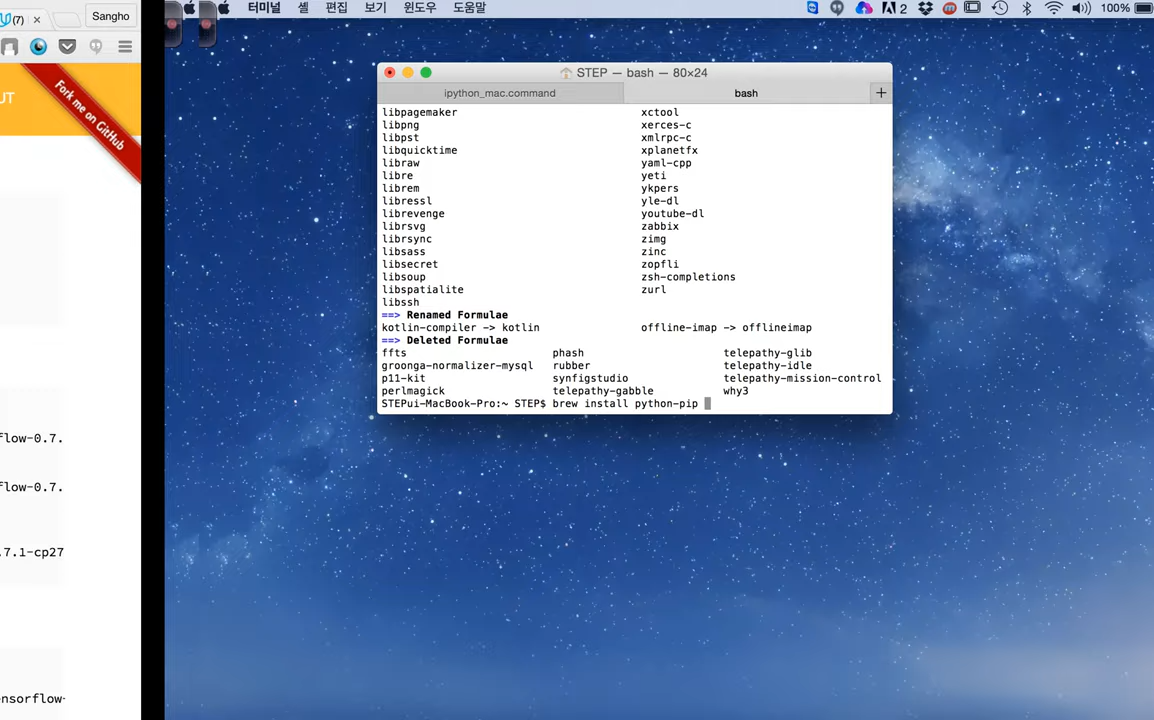 (7)
Sangho
UT
Fork me on GitHub
flow-0.7.
flow-0.7.
.7.1-cp27
ensorflow-
터미널 셸 편집 보기 윈도우 도움말
2
100%
STEP — bash — 80×24
ipython_mac.command
bash
+
libpagemaker xctool
libpng xerces-c
libpst xmlrpc-c
libquicktime xplanetfx
libraw yaml-cpp
libre yeti
librem ykpers
libressl yle-dl
librevenge youtube-dl
librsvg zabbix
librsync zimg
libsass zinc
libsecret zopfli
libsoup zsh-completions
libspatialite zurl
libssh
==> Renamed Formulae
kotlin-compiler -> kotlin offline-imap -> offlineimap
==> Deleted Formulae
ffts phash telepathy-glib
groonga-normalizer-mysql rubber telepathy-idle
p11-kit synfigstudio telepathy-mission-control
perlmagick telepathy-gabble why3
STEPui-MacBook-Pro:~ STEP$ brew install python-pip